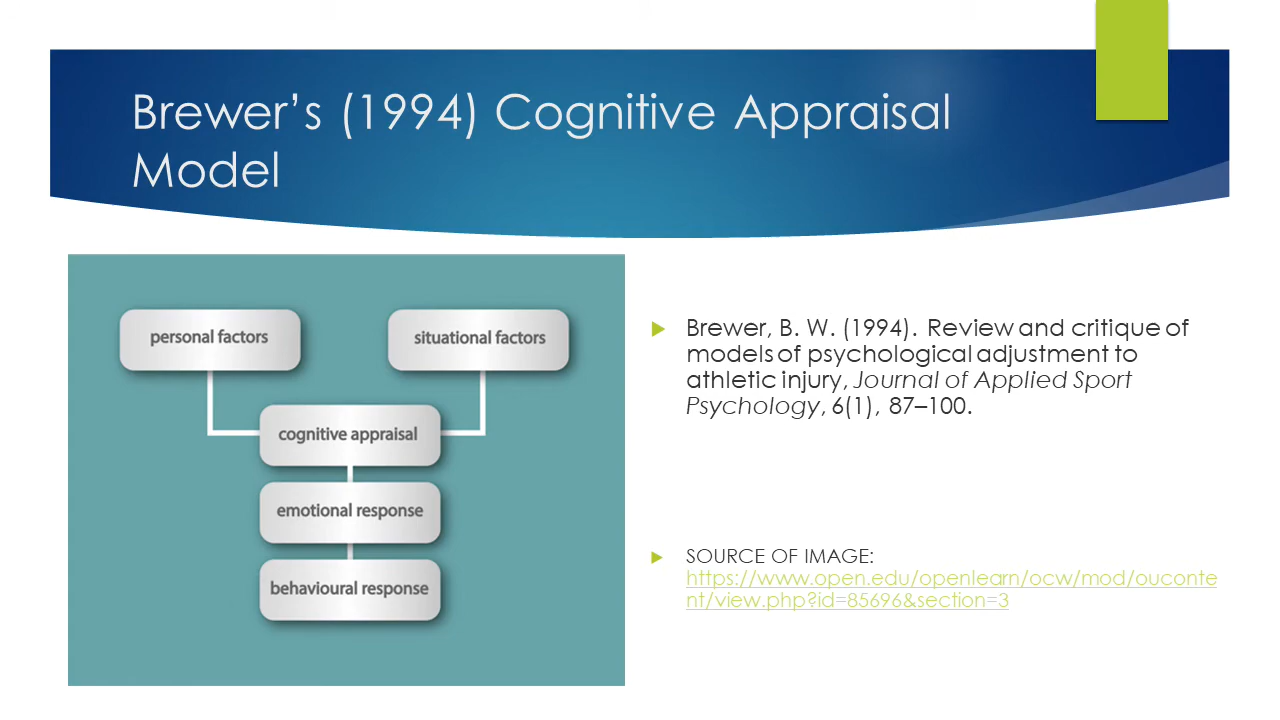 Brewer’s (1994) Cognitive Appraisal
Model
personal factors
situational factors
cognitive appraisal
emotional response
behavioural response
Brewer, B. W. (1994). Review and critique of
models of psychological adjustment to
athletic injury, Journal of Applied Sport
Psychology, 6(1), 87–100.
SOURCE OF IMAGE:
https://www.open.edu/openlearn/ocw/mod/ouconte
nt/view.php?id=85696&section=3